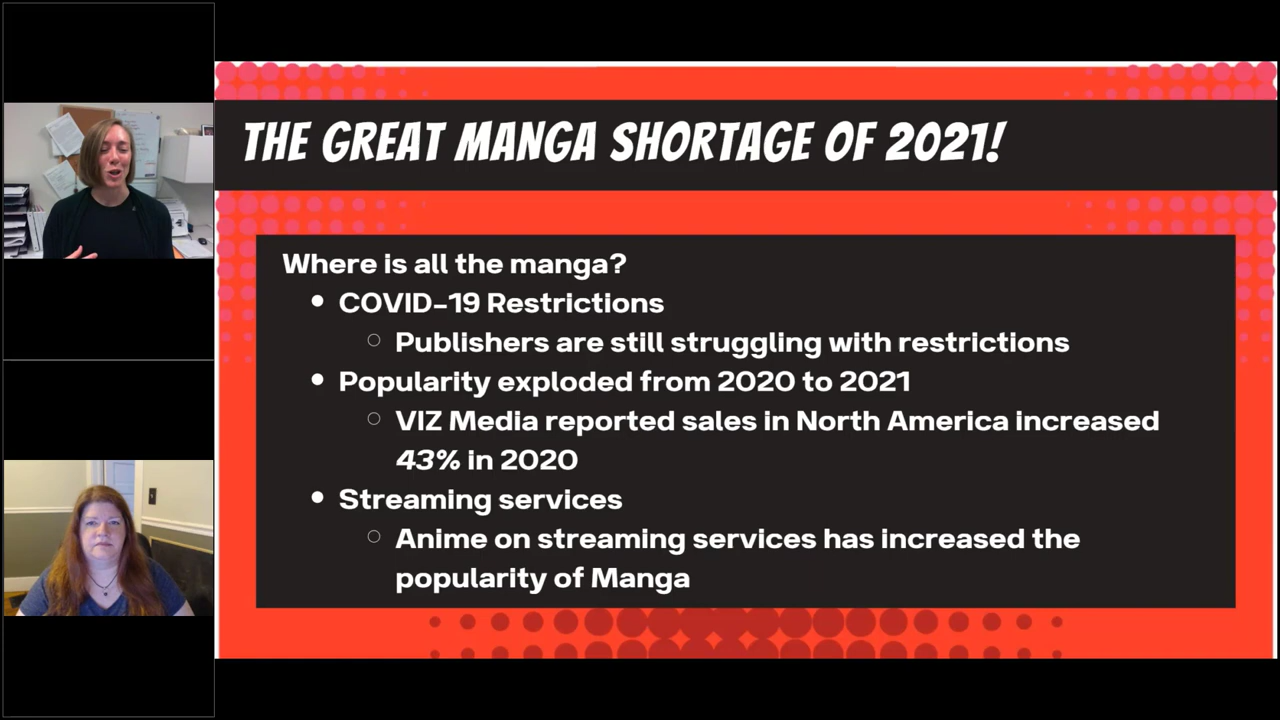 THE GREAT MANGA SHORTAGE OF 2021!
Where is all the manga?
COVID-19 Restrictions
Publishers are still struggling with restrictions
Popularity exploded from 2020 to 2021
VIZ Media reported sales in North America increased
43% in 2020
Streaming services
Anime on streaming services has increased the
popularity of Manga